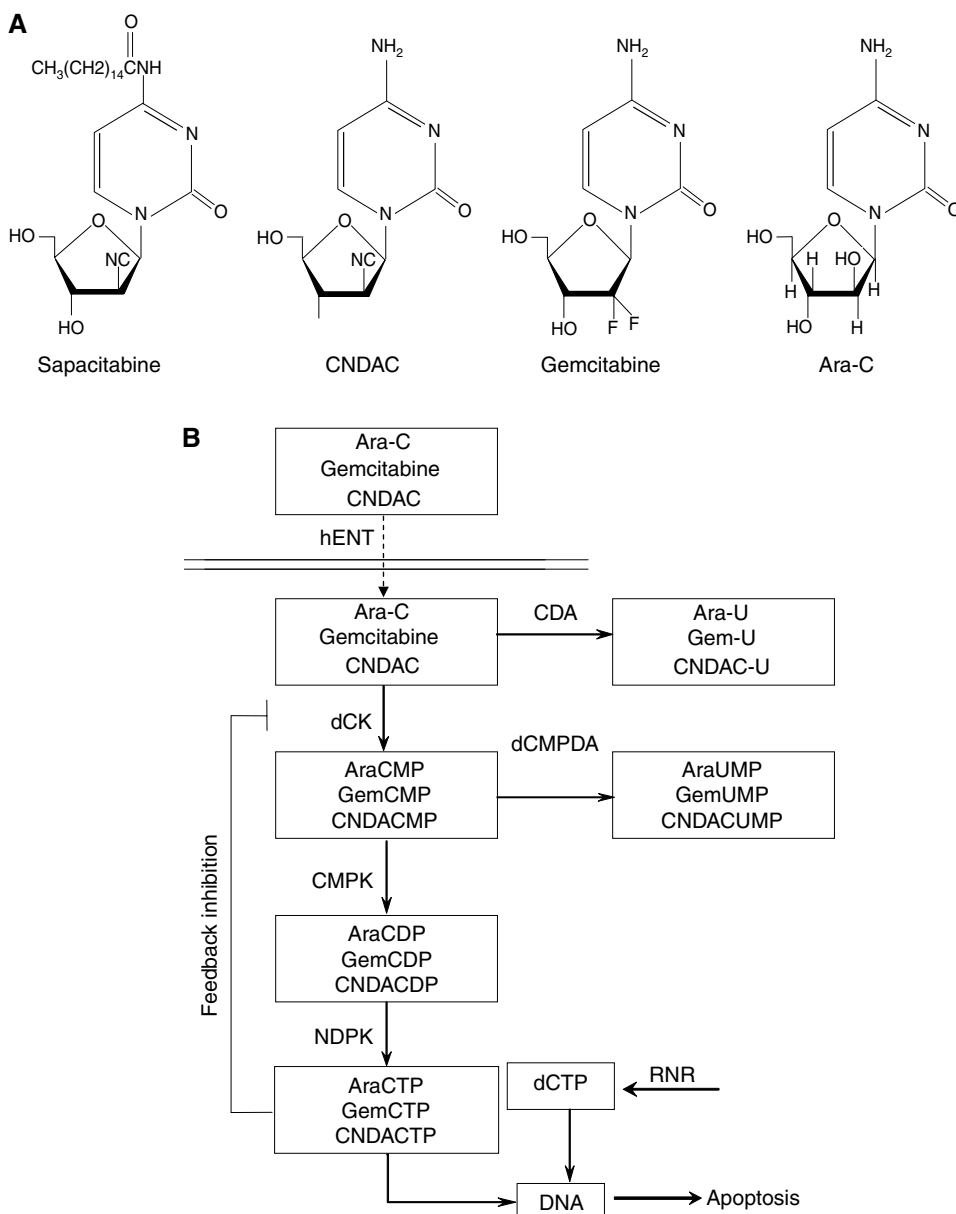 A
O
CH3(CH2)14CNH
N
N
O
HO
O
NC
HO
Sapacitabine
NH2
N
N
O
HO
O
NC
CNDAC
NH2
N
N
O
HO
O
HO
F
F
Gemcitabine
NH2
N
N
O
HO
O
H
HO
H
H
HO
H
Ara-C
B
Ara-C
Gemcitabine
CNDAC
hENT
Ara-C
Gemcitabine
CNDAC
CDA
Ara-U
Gem-U
CNDAC-U
dCK
AraCMP
GemCMP
CNDACMP
dCMPDA
AraUMP
GemUMP
CNDACUMP
CMPK
Feedback inhibition
AraCDP
GemCDP
CNDACDP
NDPK
AraCTP
GemCTP
CNDACTP
dCTP
RNR
DNA
Apoptosis